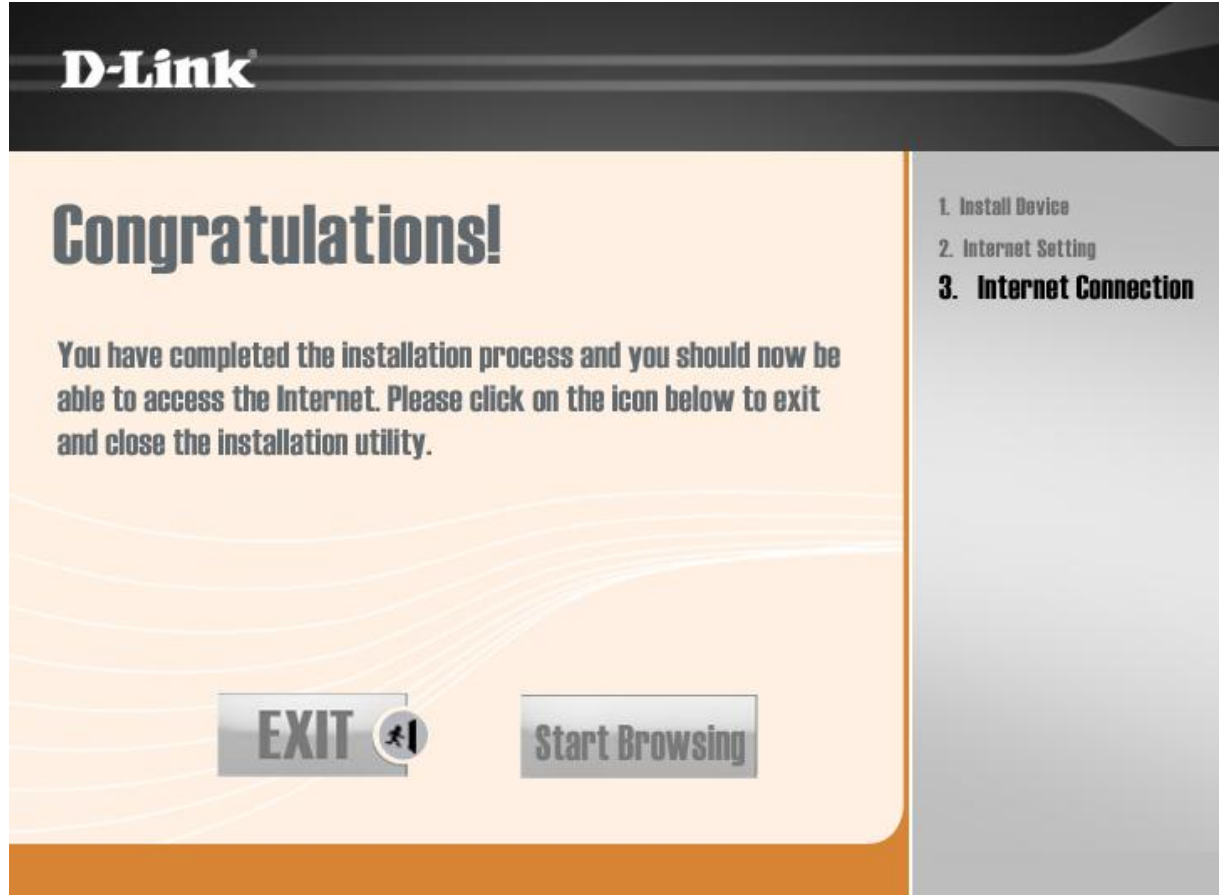 D-Link
Congratulations!
You have completed the installation process and you should now be
able to access the Internet. Please click on the icon below to exit
and close the installation utility.
EXIT
Start Browsing
1. Install Device
2. Internet Setting
3. Internet Connection